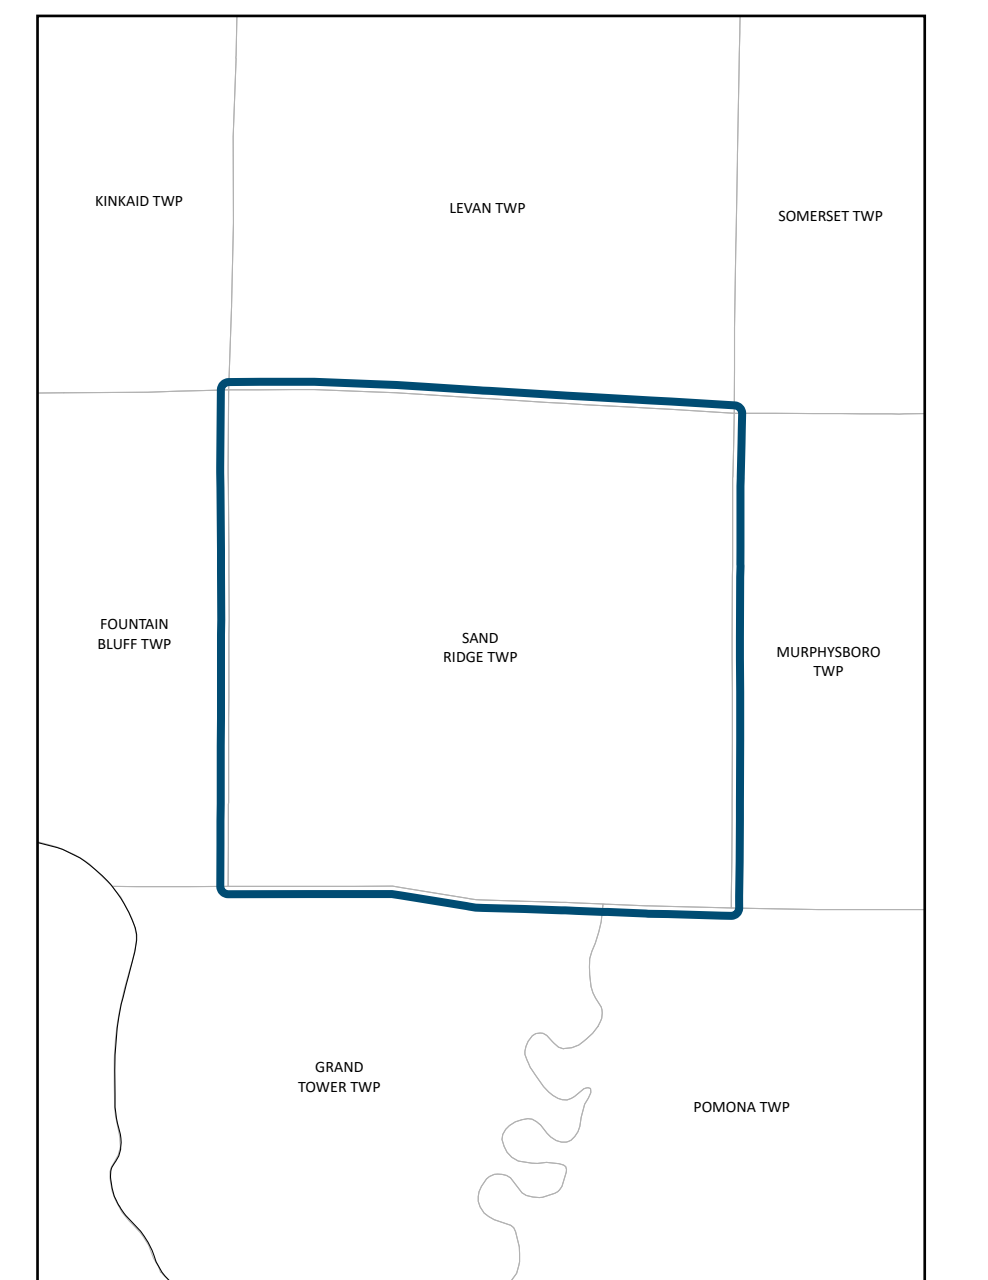 KINKAID TWP
LEVAN TWP
SOMERSET TWP
FOUNTAIN
BLUFF TWP
SAND
RIDGE TWP
MURPHYSBORO
TWP
GRAND
TOWER TWP
POMONA TWP